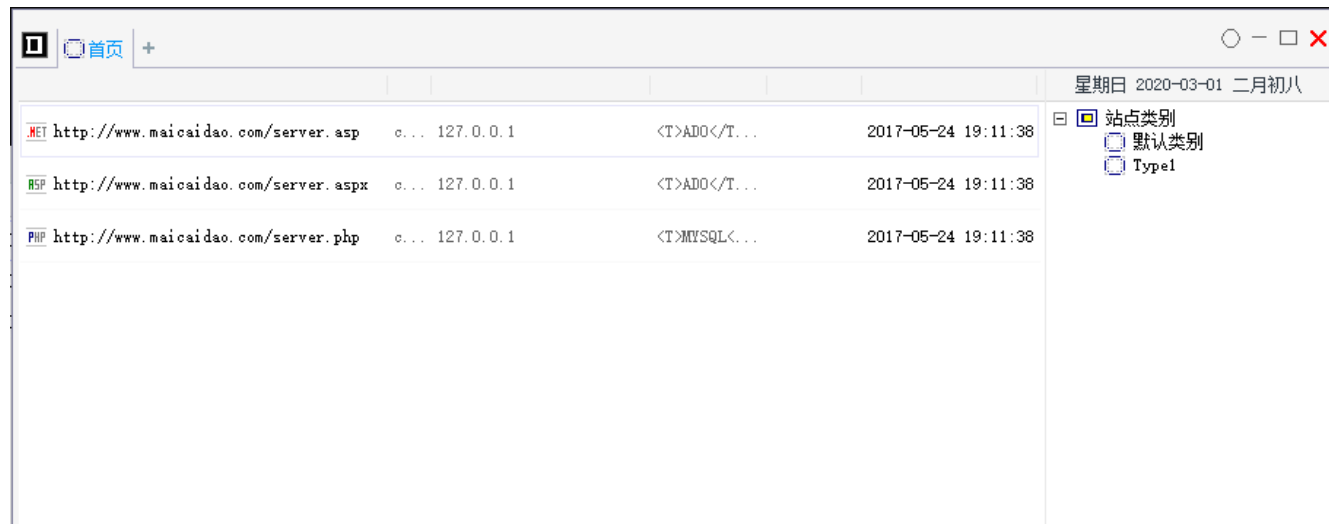 首页 +
星期日 2020-03-01 二月初八
.NET http://www.maicaidao.com/server.asp c... 127.0.0.1 <T>ADO</T... 2017-05-24 19:11:38
ASP http://www.maicaidao.com/server.aspx c... 127.0.0.1 <T>ADO</T... 2017-05-24 19:11:38
PHP http://www.maicaidao.com/server.php c... 127.0.0.1 <T>MYSQL<... 2017-05-24 19:11:38
站点类别
默认类别
Type1